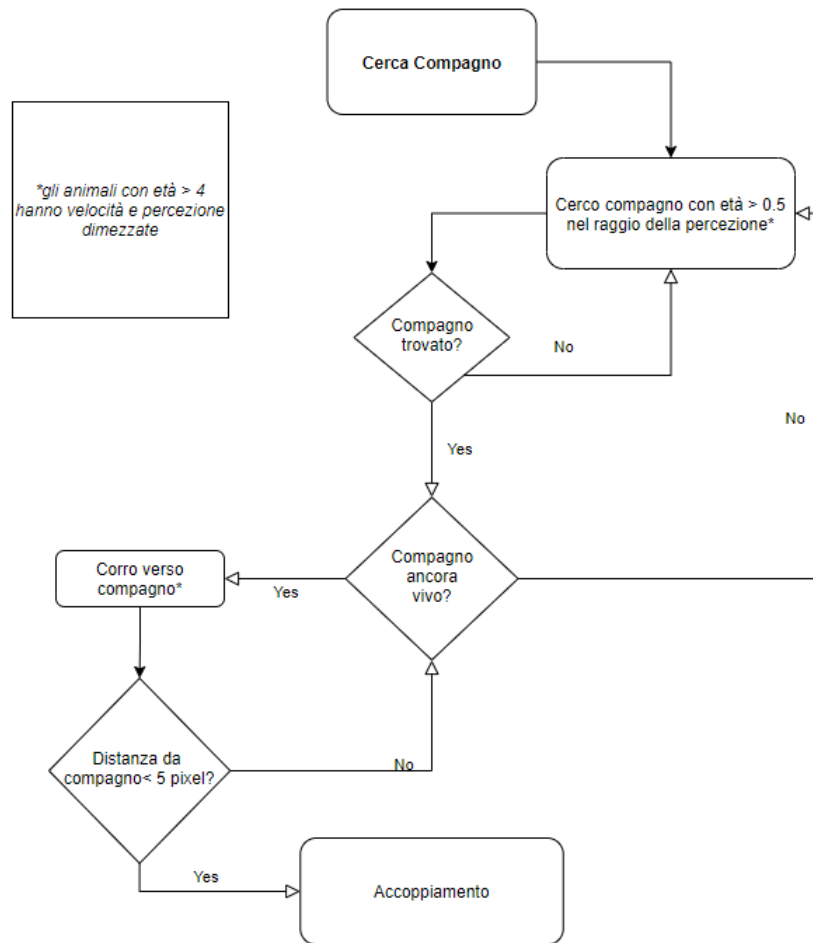 Cerca Compagno
*gli animali con età > 4
hanno velocità e percezione
dimezzate
Cerco compagno con età > 0.5
nel raggio della percezione*
Compagno
trovato?
No
No
Yes
Compagno
ancora
vivo?
Corro verso
compagno*
Yes
Distanza da
compagno< 5 pixel?
No
Yes
Accoppiamento